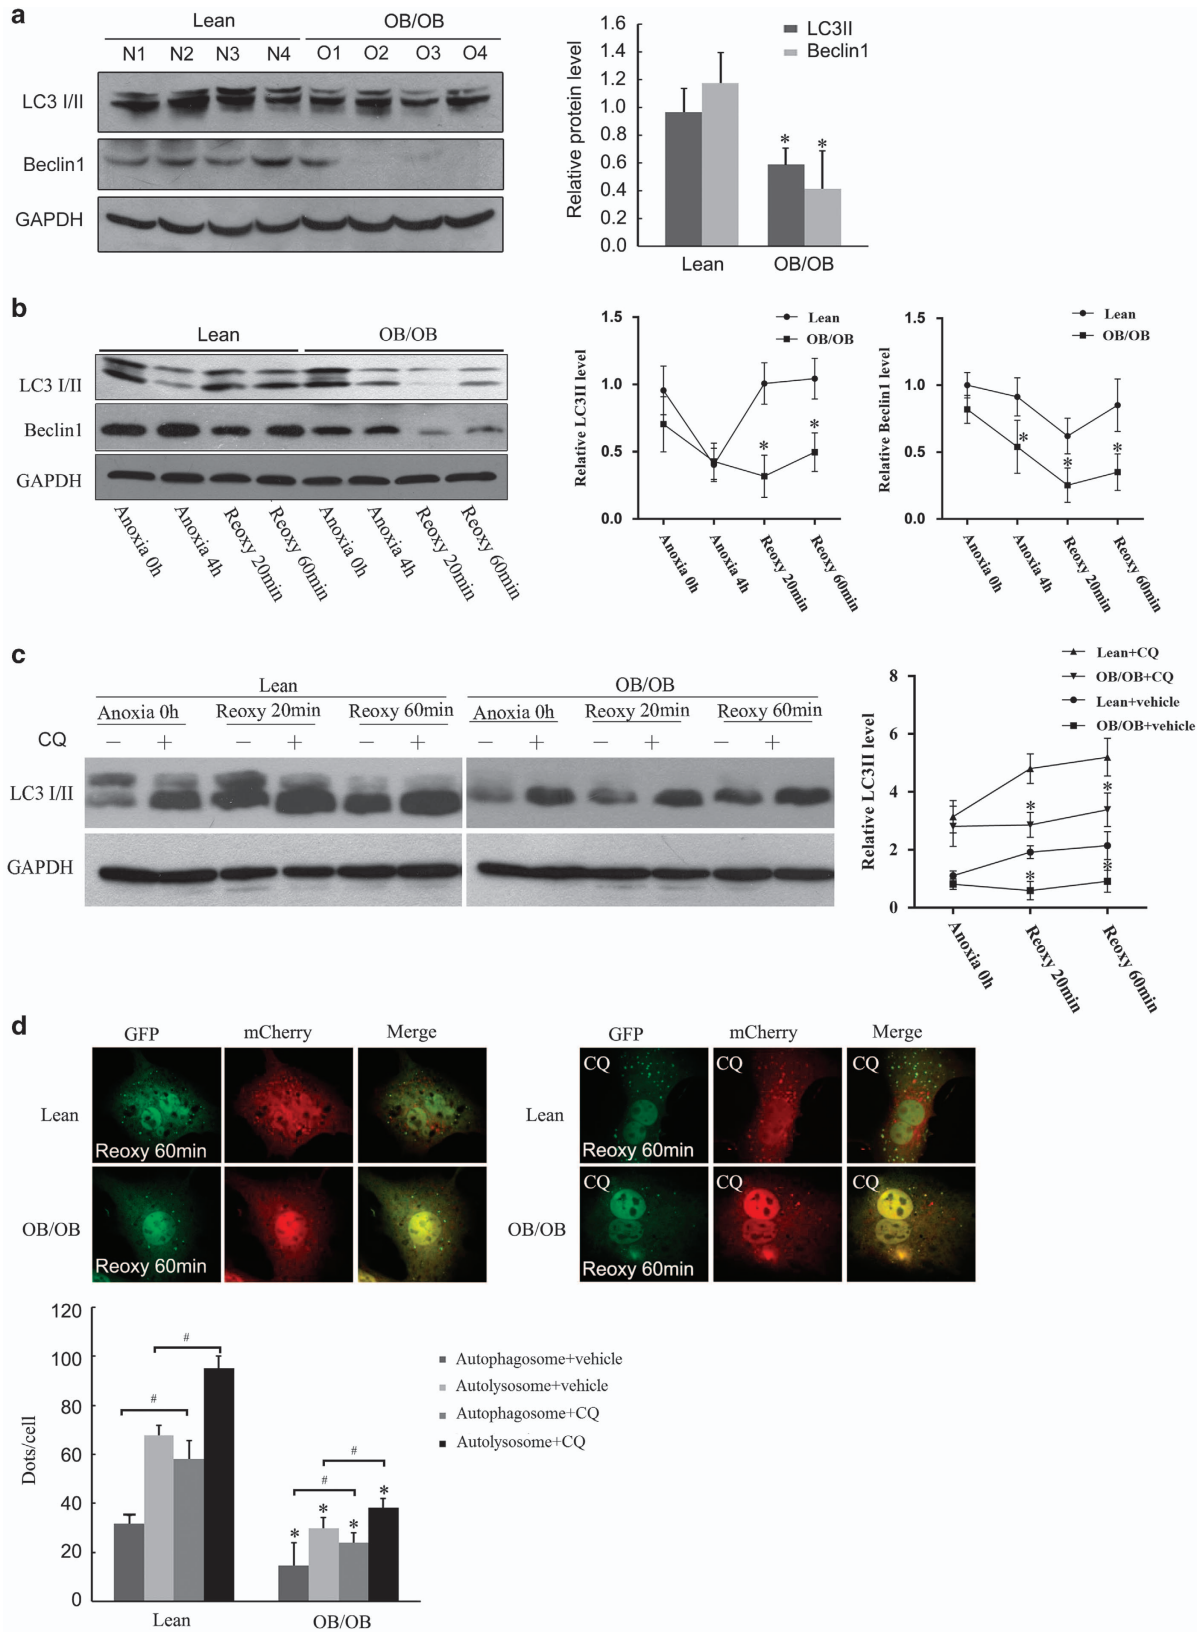 a
Lean OB/OB
N1 N2 N3 N4 O1 O2 O3 O4
LC3 I/II
Beclin1
GAPDH
Relative protein level
1.6
1.4
1.2
1.0
0.8
0.6
0.4
0.2
0.0
LC3II
Beclin1
* *
Lean OB/OB
b
Lean OB/OB
LC3 I/II
Beclin1
GAPDH
Anoxia 0h
Anoxia 4h
Reoxy 20min
Reoxy 60min
Anoxia 0h
Anoxia 4h
Reoxy 20min
Reoxy 60min
Relative LC3II level
1.5
1.0
0.5
0.0
Lean
OB/OB
* *
Anoxia 0h
Anoxia 4h
Reoxy 20min
Reoxy 60min
Relative Beclin1 level
1.5
1.0
0.5
0.0
Lean
OB/OB
* * *
Anoxia 0h
Anoxia 4h
Reoxy 20min
Reoxy 60min
c
Lean OB/OB
Anoxia 0h Reoxy 20min Reoxy 60min Anoxia 0h Reoxy 20min Reoxy 60min
CQ − + − + − + − + − + − +
LC3 I/II
GAPDH
Relative LC3II level
8
6
4
2
0
Lean+CQ
OB/OB+CQ
Lean+vehicle
OB/OB+vehicle
* *
* *
Anoxia 0h
Reoxy 20min
Reoxy 60min
d
GFP mCherry Merge
Lean
Reoxy 60min
OB/OB
Reoxy 60min
GFP mCherry Merge
CQ CQ CQ
Lean
Reoxy 60min
CQ CQ CQ
OB/OB
Reoxy 60min
Dots/cell
120
100
80
60
40
20
0
#
#
#
#
* * * *
Autophagosome+vehicle
Autolysosome+vehicle
Autophagosome+CQ
Autolysosome+CQ
Lean OB/OB